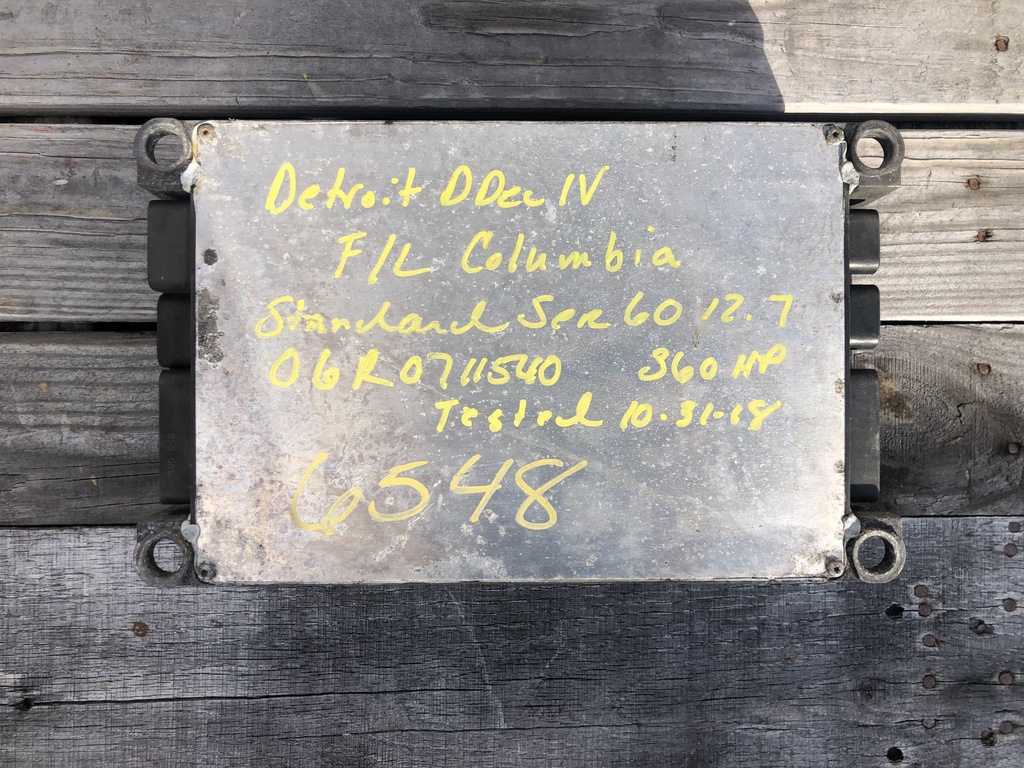 Detroit DDec IV
F/L Columbia
Standard Ser 60 12.7
06R0711540 360 HP
Tested 10-31-18
6548